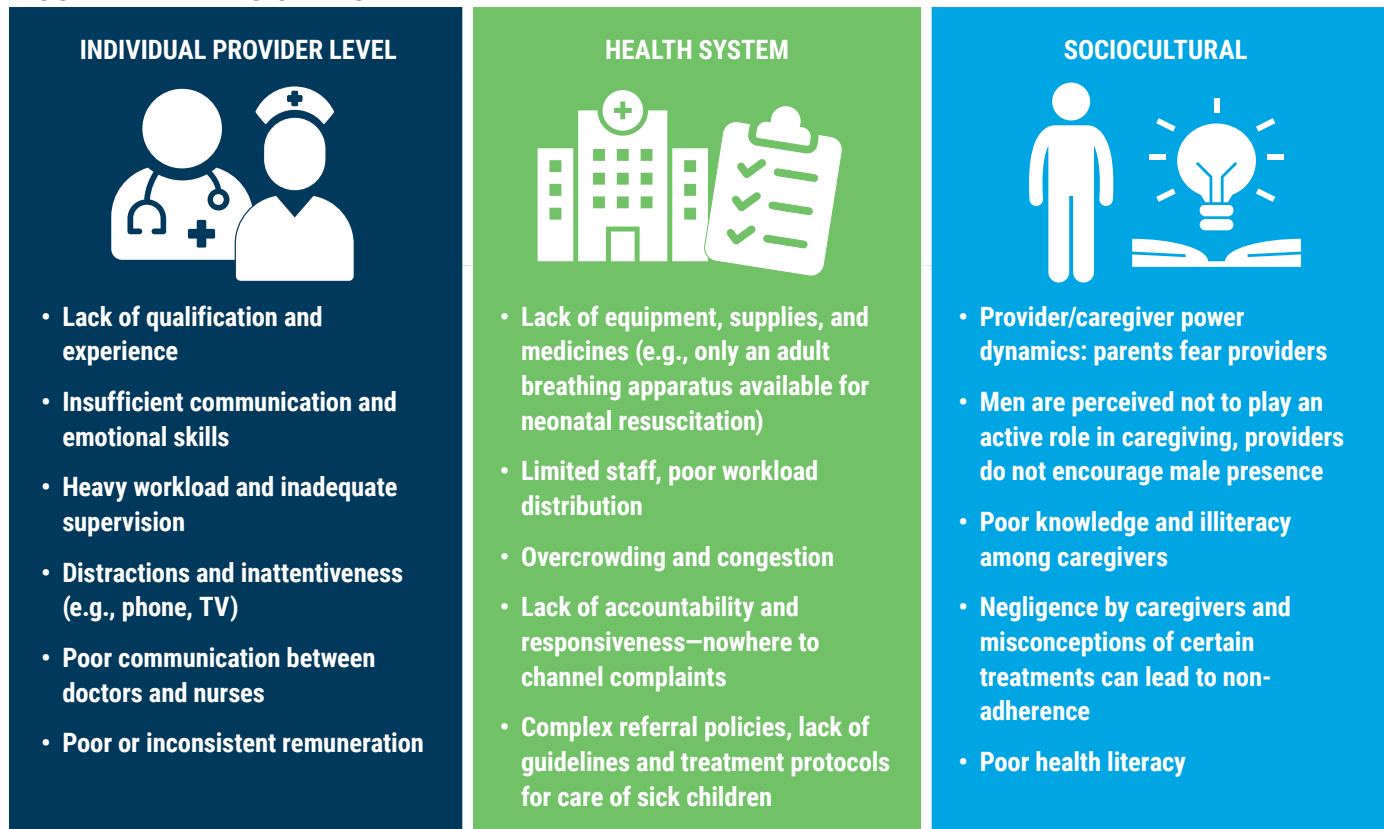 INDIVIDUAL PROVIDER LEVEL
• Lack of qualification and
experience
• Insufficient communication and
emotional skills
• Heavy workload and inadequate
supervision
• Distractions and inattentiveness
(e.g., phone, TV)
• Poor communication between
doctors and nurses
• Poor or inconsistent remuneration
HEALTH SYSTEM
• Lack of equipment, supplies, and
medicines (e.g., only an adult
breathing apparatus available for
neonatal resuscitation)
• Limited staff, poor workload
distribution
• Overcrowding and congestion
• Lack of accountability and
responsiveness—nowhere to
channel complaints
• Complex referral policies, lack of
guidelines and treatment protocols
for care of sick children
SOCIOCULTURAL
• Provider/caregiver power
dynamics: parents fear providers
• Men are perceived not to play an
active role in caregiving, providers
do not encourage male presence
• Poor knowledge and illiteracy
among caregivers
• Negligence by caregivers and
misconceptions of certain
treatments can lead to non-
adherence
• Poor health literacy